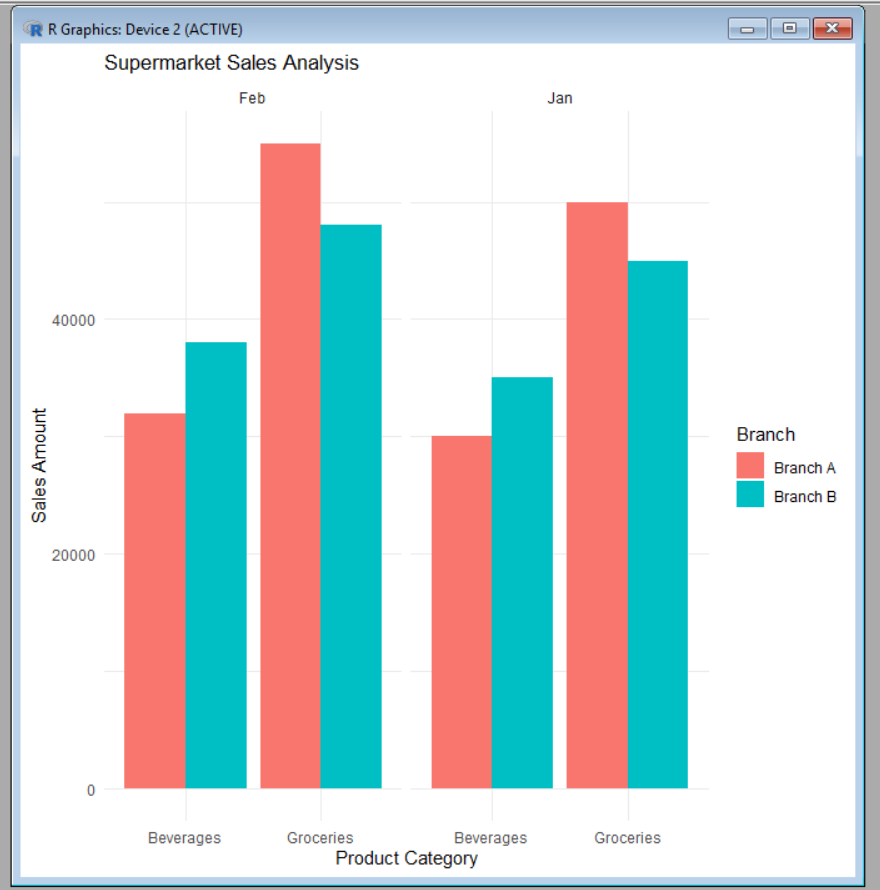 R Graphics: Device 2 (ACTIVE)
Supermarket Sales Analysis
Feb
Jan
40000
20000
0
Sales Amount
Beverages
Groceries
Beverages
Groceries
Product Category
Branch
Branch A
Branch B